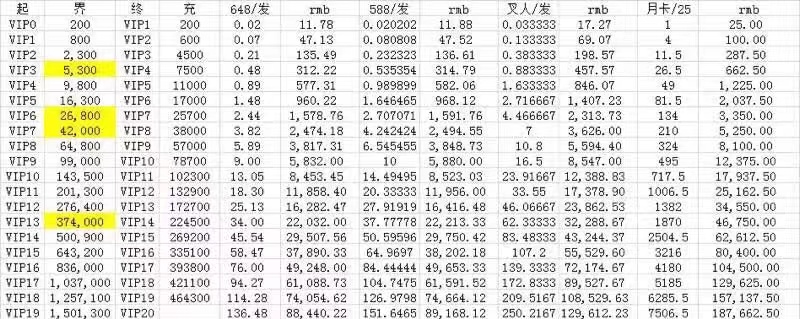 起 界 终 充 648/发 rmb 588/发 rmb 叉人/发 rmb 月卡/25 rmb
VIP0 200 VIP1 200 0.02 11.78 0.020202 11.88 0.033333 17.27 1 25.00
VIP1 800 VIP2 600 0.07 47.13 0.080808 47.52 0.133333 69.07 4 100.00
VIP2 2,300 VIP3 4500 0.21 135.49 0.232323 136.61 0.383333 198.57 11.5 287.50
VIP3 5,300 VIP4 7500 0.48 312.22 0.535354 314.79 0.883333 457.57 26.5 662.50
VIP4 9,800 VIP5 11000 0.89 577.31 0.989899 582.06 1.633333 846.07 49 1,225.00
VIP5 16,300 VIP6 17000 1.48 960.22 1.646465 968.12 2.716667 1,407.23 81.5 2,037.50
VIP6 26,800 VIP7 25700 2.44 1,578.76 2.707071 1,591.76 4.466667 2,313.73 134 3,350.00
VIP7 42,000 VIP8 38000 3.82 2,474.18 4.242424 2,494.55 7 3,626.00 210 5,250.00
VIP8 64,800 VIP9 57000 5.89 3,817.31 6.545455 3,848.73 10.8 5,594.40 324 8,100.00
VIP9 99,000 VIP10 78700 9.00 5,832.00 10 5,880.00 16.5 8,547.00 495 12,375.00
VIP10 143,500 VIP11 102300 13.05 8,453.45 14.49495 8,523.03 23.91667 12,388.83 717.5 17,937.50
VIP11 201,300 VIP12 132900 18.30 11,858.40 20.33333 11,956.00 33.55 17,378.90 1006.5 25,162.50
VIP12 276,400 VIP13 172700 25.13 16,282.47 27.91919 16,416.48 46.06667 23,862.53 1382 34,550.00
VIP13 374,000 VIP14 224500 34.00 22,032.00 37.77778 22,213.33 62.33333 32,288.67 1870 46,750.00
VIP14 500,900 VIP15 269200 45.54 29,507.56 50.59596 29,750.42 83.48333 43,244.37 2504.5 62,612.50
VIP15 643,200 VIP16 335100 58.47 37,890.33 64.9697 38,202.18 107.2 55,529.60 3216 80,400.00
VIP16 836,000 VIP17 393800 76.00 49,248.00 84.44444 49,653.33 139.3333 72,174.67 4180 104,500.00
VIP17 1,037,000 VIP18 421100 94.27 61,088.73 104.7475 61,591.52 172.8333 89,527.67 5185 129,625.00
VIP18 1,257,100 VIP19 464300 114.28 74,054.62 126.9798 74,664.12 209.5167 108,529.63 6285.5 157,137.50
VIP19 1,501,300 VIP20 136.48 88,440.22 151.6465 89,168.12 250.2167 129,612.23 7506.5 187,662.50